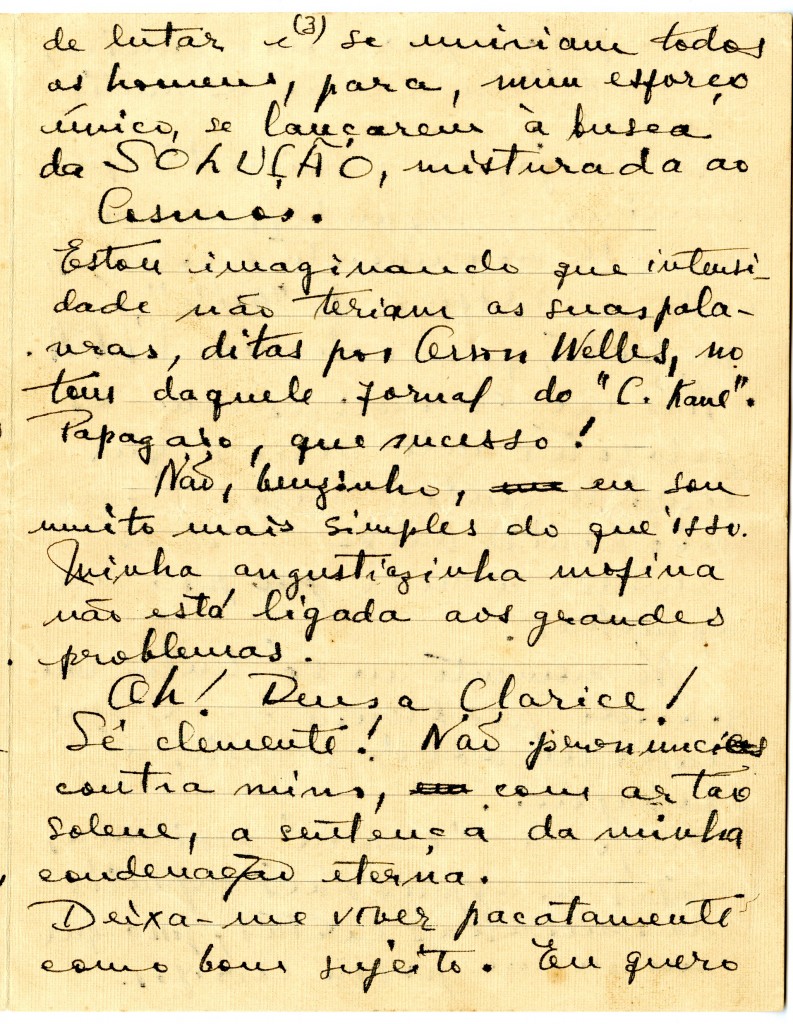 (3)
de lutar e se uniriam todos
os homens, para, num esforço
único, se lançarem à busca
da SOLUÇÃO, misturada ao
Cosmos.
Estou imaginando que intensi-
dade não teriam as suas pala-
vras, ditas por Orson Welles, no
tom daquele Jornal do "C. Kane".
Papagaio, que sucesso!
Não, benzinho, eu sou
muito mais simples do que isso.
Minha angustiazinha mofina
não está ligada aos grandes
problemas.
Oh! Deusa Clarice!
Sê clemente! Não pronuncies
contra mim, com ar tão
solene, a sentença da minha
condenação eterna.
Deixa-me viver pacatamente
como bom sujeito. Eu quero